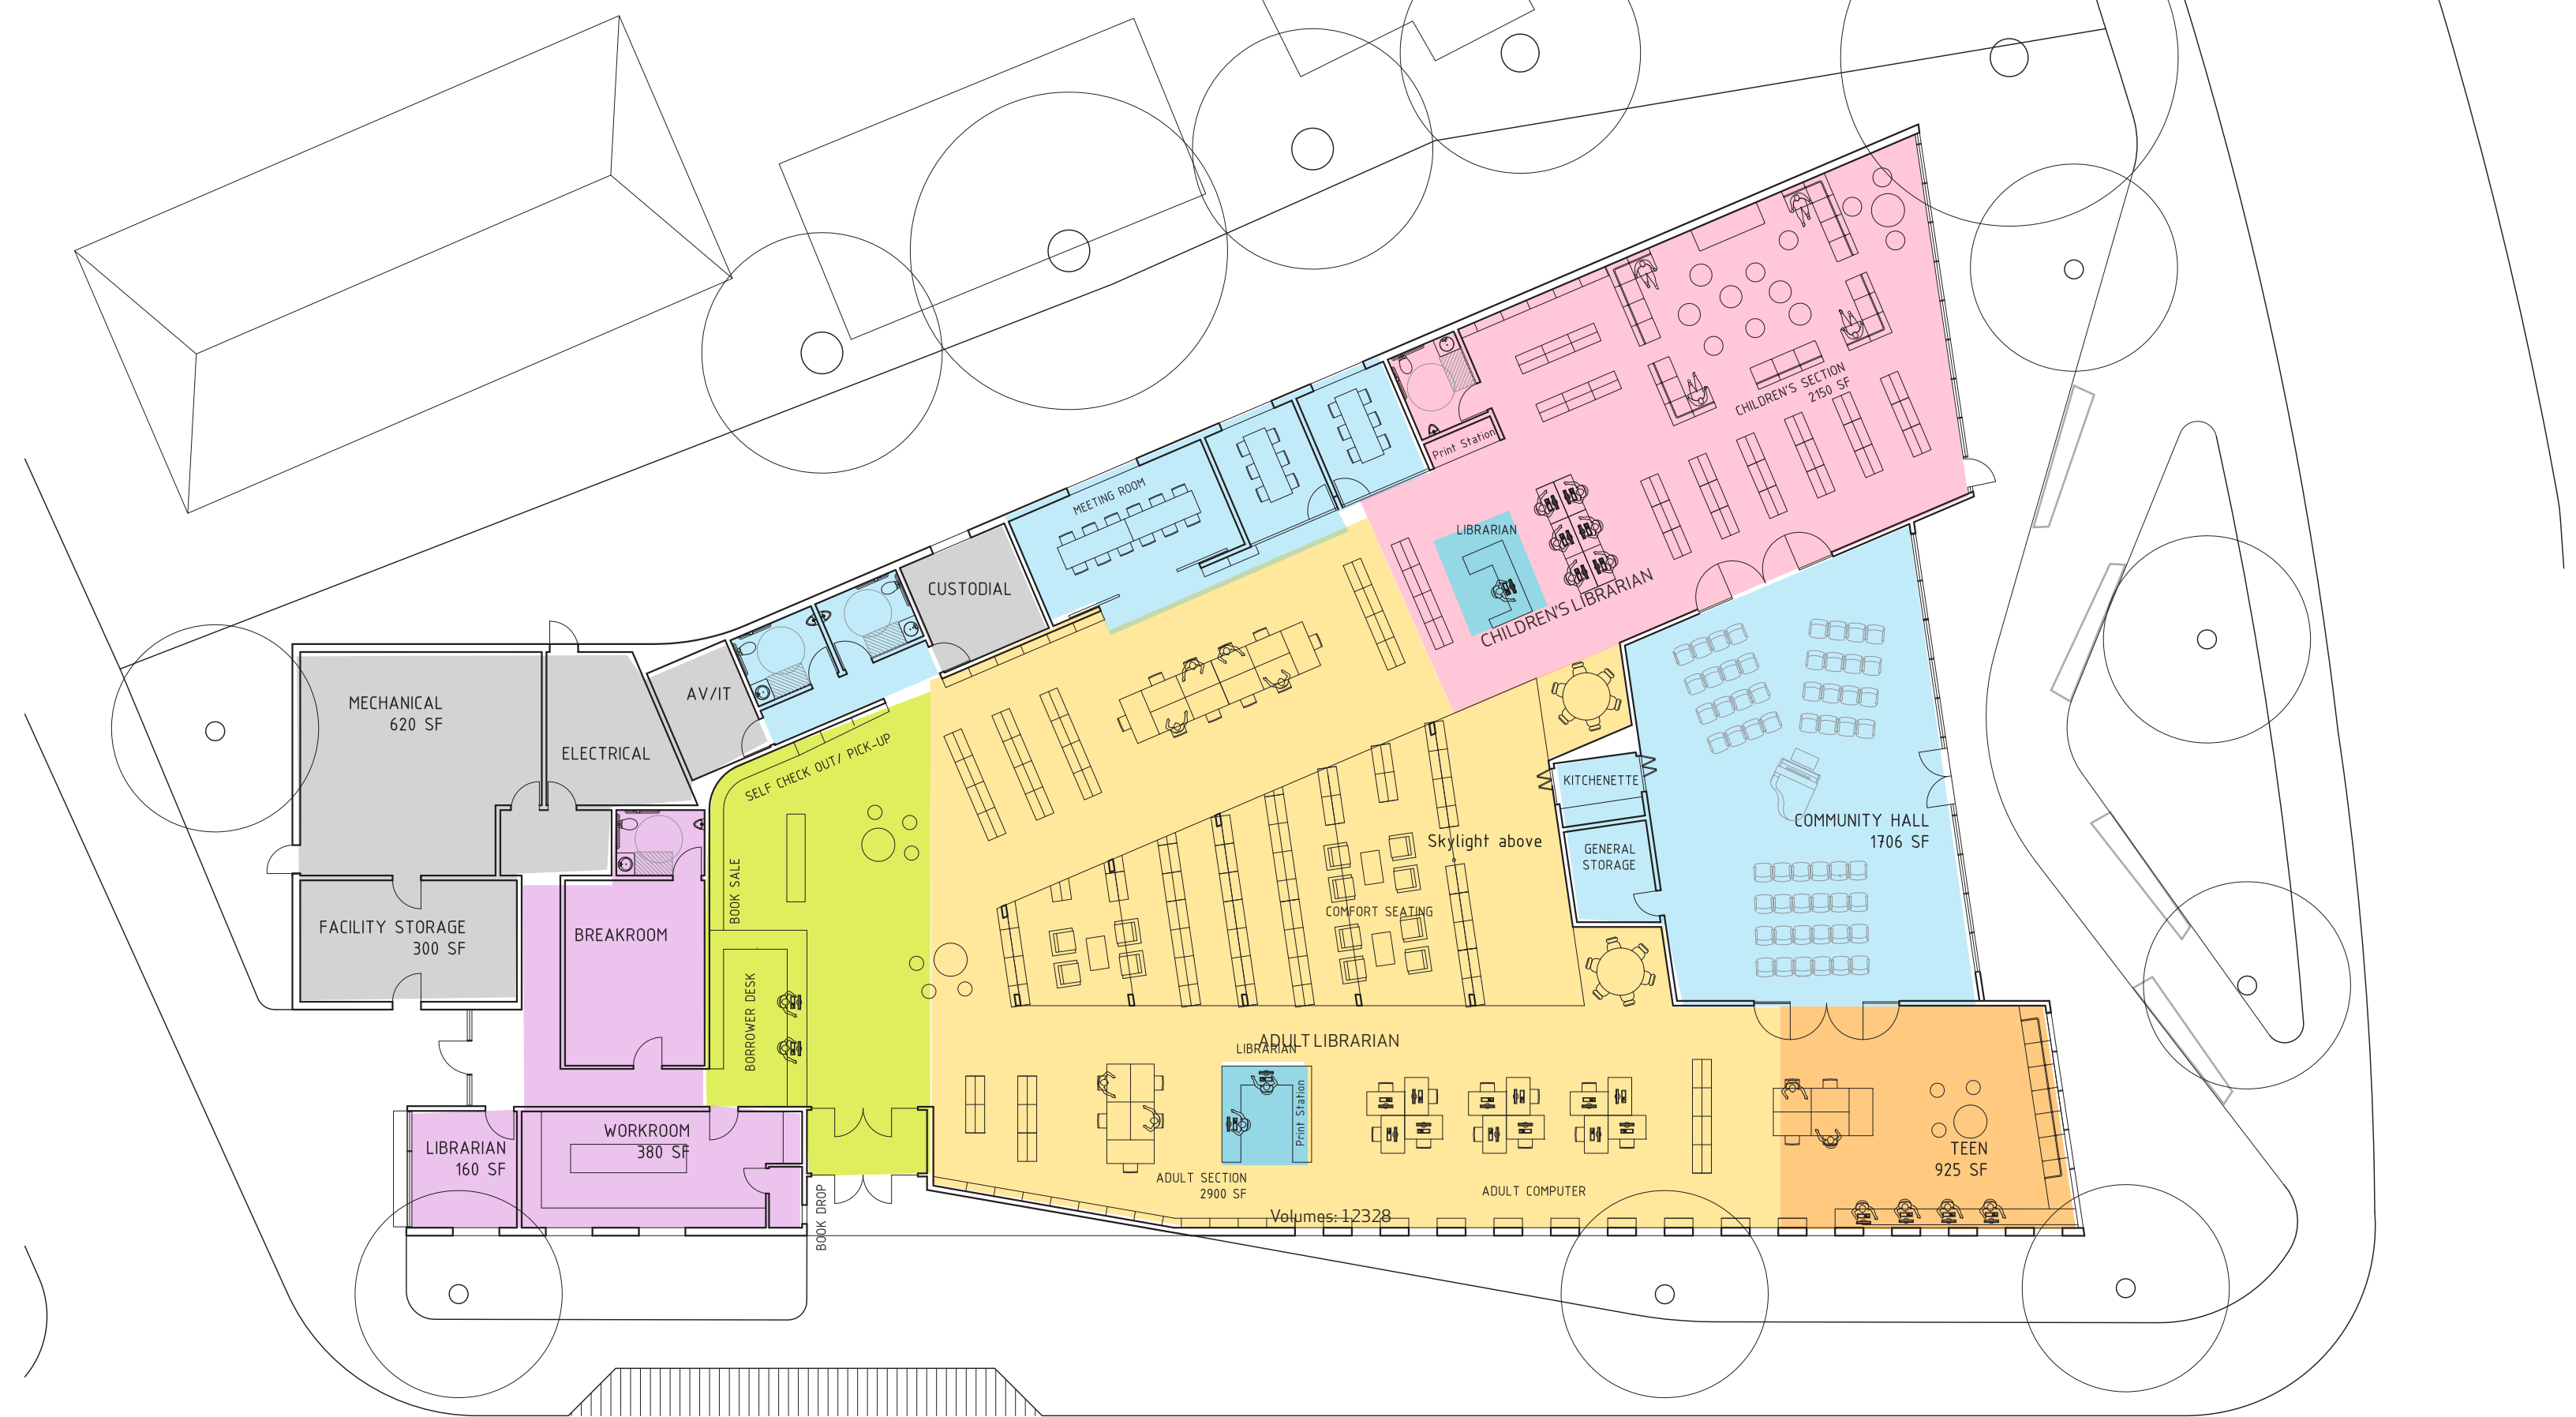 CHILDREN'S SECTION
2150 SF
Print Station
MEETING ROOM
LIBRARIAN
CHILDREN'S LIBRARIAN
CUSTODIAL
AV/IT
MECHANICAL
620 SF
ELECTRICAL
SELF CHECK OUT/ PICK-UP
KITCHENETTE
COMMUNITY HALL
1706 SF
Skylight above
GENERAL
STORAGE
BOOK SALE
COMFORT SEATING
FACILITY STORAGE
300 SF
BREAKROOM
BORROWER DESK
ADULT LIBRARIAN
LIBRARIAN
Print Station
WORKROOM
380 SF
LIBRARIAN
160 SF
TEEN
925 SF
ADULT SECTION
2900 SF
ADULT COMPUTER
BOOK DROP
Volumes: 12328